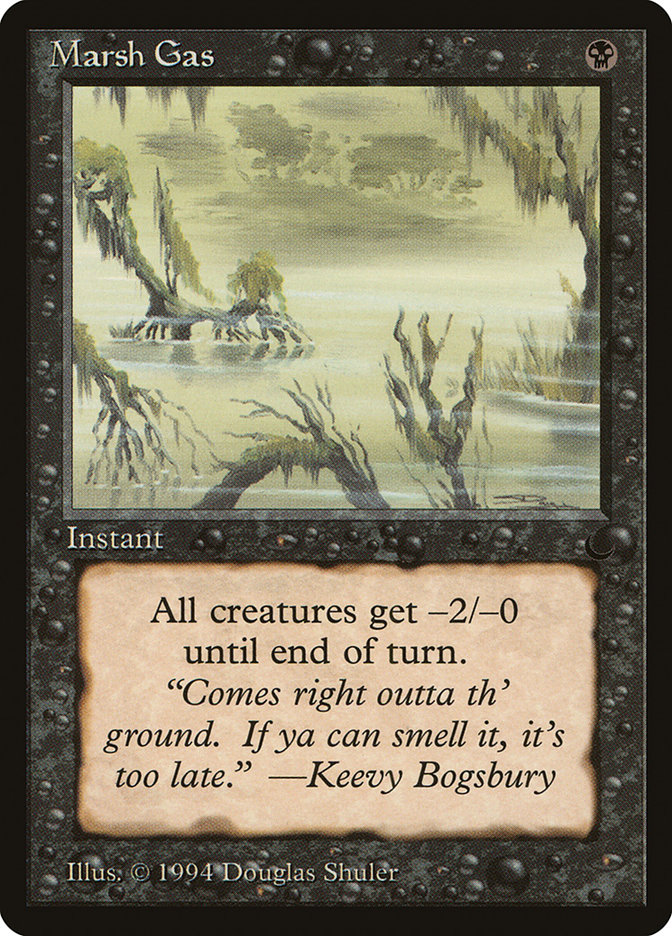 Marsh Gas
Instant
All creatures get –2/–0
until end of turn.
“Comes right outta th’
ground. If ya can smell it, it’s
too late.” —Keevy Bogsbury
Illus. © 1994 Douglas Shuler